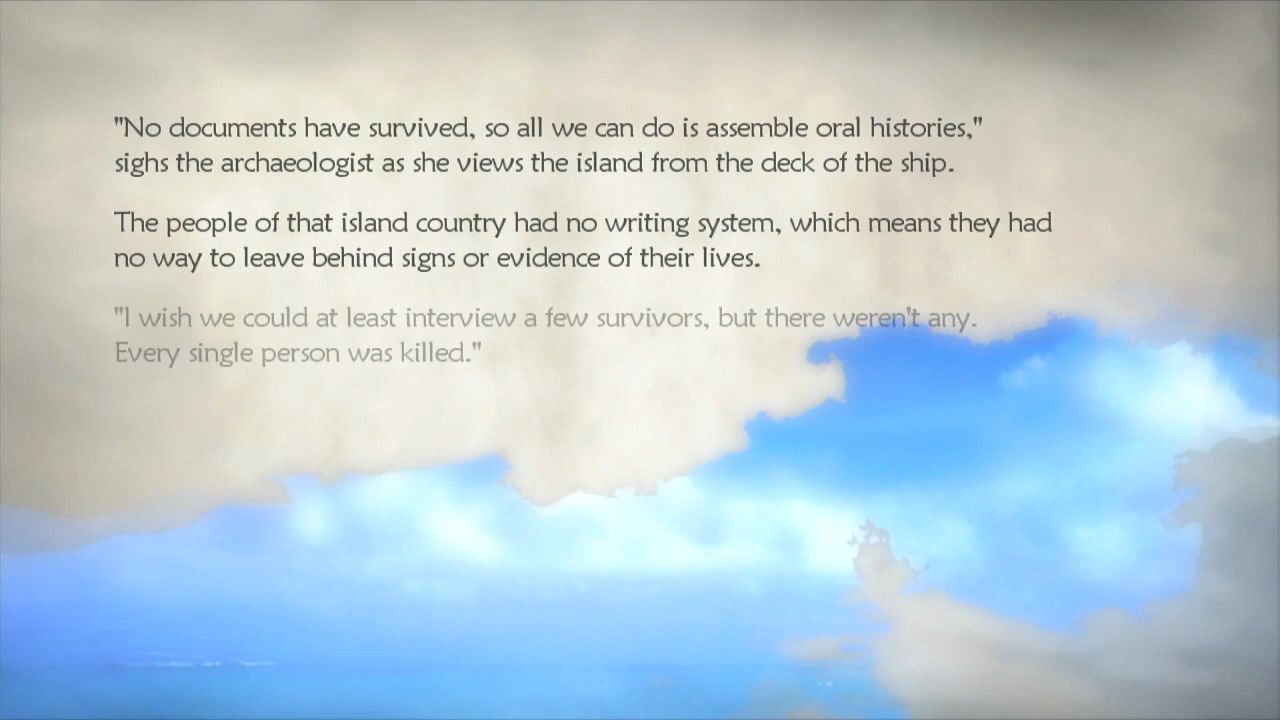 "No documents have survived, so all we can do is assemble oral histories,"
sighs the archaeologist as she views the island from the deck of the ship.
The people of that island country had no writing system, which means they had
no way to leave behind signs or evidence of their lives.
"I wish we could at least interview a few survivors, but there weren't any.
Every single person was killed."